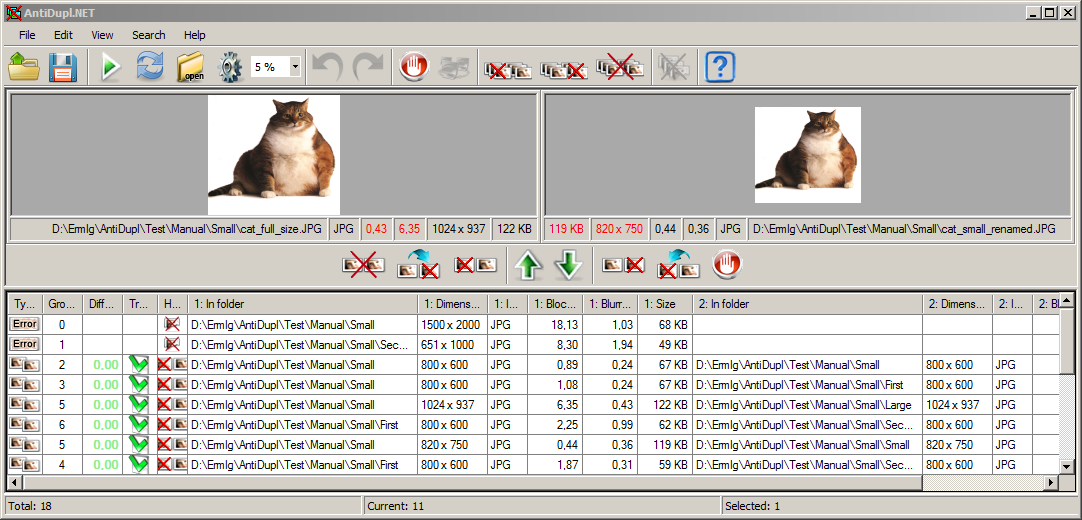 AntiDupl.NET
File Edit View Search Help
open 5 % ?
D:\ErmIg\AntiDupl\Test\Manual\Small\cat_full_size.JPG JPG 0,43 6,35 1024 x 937 122 KB 119 KB 820 x 750 0,44 0,36 JPG D:\ErmIg\AntiDupl\Test\Manual\Small\cat_small_renamed.JPG
Ty... Gro... Diff... Tr... H... 1: In folder 1: Dimens... 1: I... 1: Bloc... 1: Blurr... 1: Size 2: In folder 2: Dimens... 2: I... 2: Bl
Error 0 D:\ErmIg\AntiDupl\Test\Manual\Small 1500 x 2000 JPG 18,13 1,03 68 KB
Error 1 D:\ErmIg\AntiDupl\Test\Manual\Small\Sec... 651 x 1000 JPG 8,30 1,94 49 KB
2 0,00 D:\ErmIg\AntiDupl\Test\Manual\Small 800 x 600 JPG 0,89 0,24 67 KB D:\ErmIg\AntiDupl\Test\Manual\Small 800 x 600 JPG
3 0,00 D:\ErmIg\AntiDupl\Test\Manual\Small 800 x 600 JPG 1,08 0,24 67 KB D:\ErmIg\AntiDupl\Test\Manual\Small\First 800 x 600 JPG
5 0,00 D:\ErmIg\AntiDupl\Test\Manual\Small 1024 x 937 JPG 6,35 0,43 122 KB D:\ErmIg\AntiDupl\Test\Manual\Small\Large 1024 x 937 JPG
6 0,00 D:\ErmIg\AntiDupl\Test\Manual\Small\First 800 x 600 JPG 2,25 0,99 62 KB D:\ErmIg\AntiDupl\Test\Manual\Small\Sec... 800 x 600 JPG
5 0,00 D:\ErmIg\AntiDupl\Test\Manual\Small 820 x 750 JPG 0,44 0,36 119 KB D:\ErmIg\AntiDupl\Test\Manual\Small\Small 820 x 750 JPG
4 0,00 D:\ErmIg\AntiDupl\Test\Manual\Small\First 800 x 600 JPG 1,87 0,31 59 KB D:\ErmIg\AntiDupl\Test\Manual\Small\Sec... 800 x 600 JPG
Total: 18 Current: 11 Selected: 1